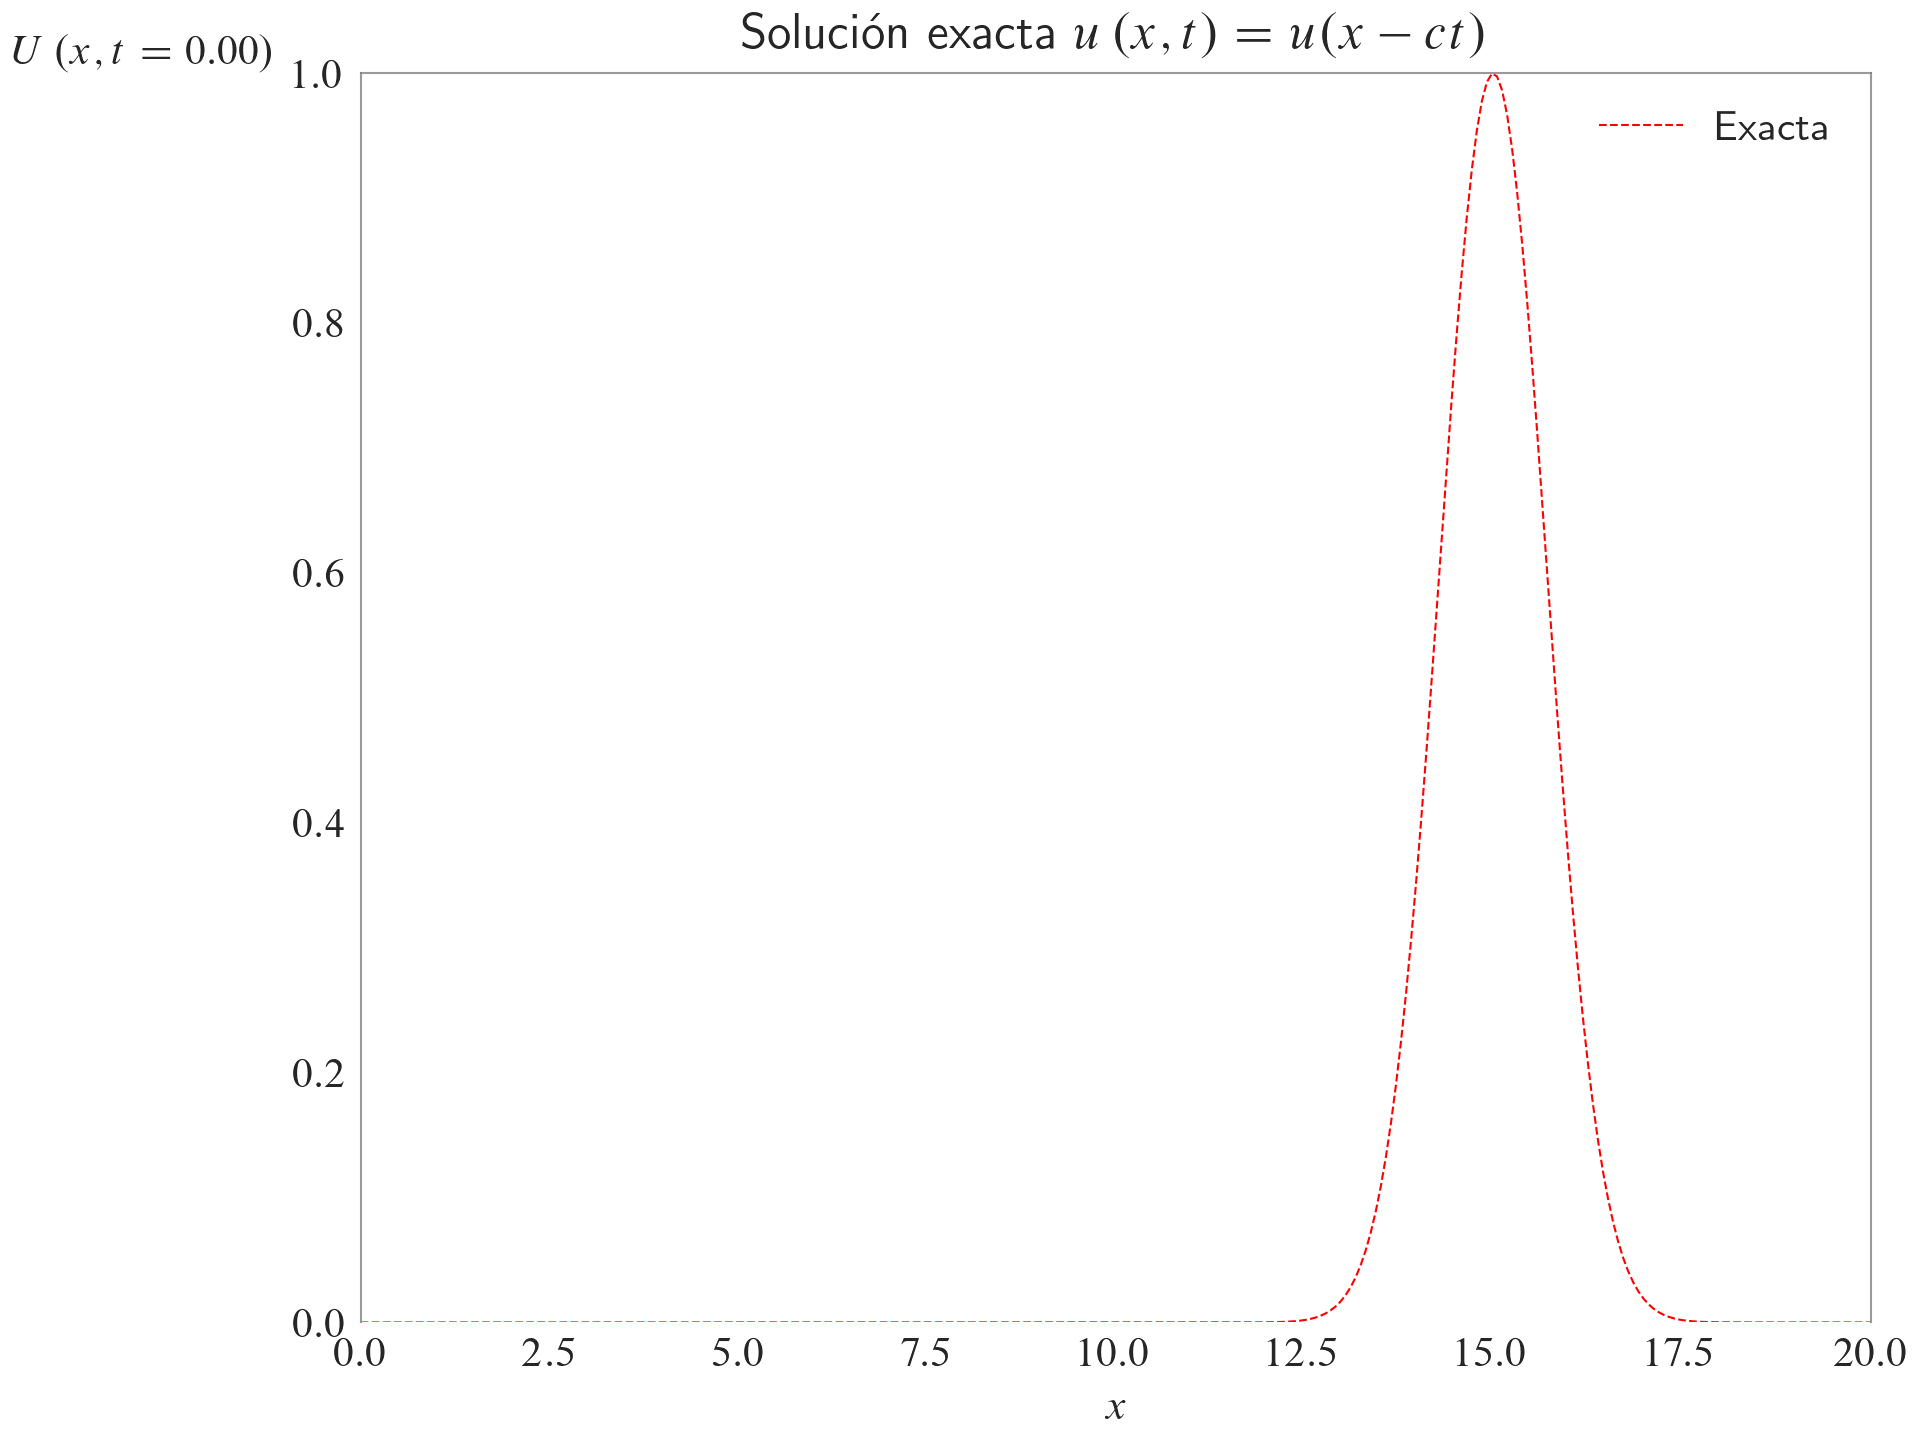 Solución exacta u (x, t) = u(x − ct)
U (x, t = 0.00)
Exacta
1.0
0.8
0.6
0.4
0.2
0.0
0.0 2.5 5.0 7.5 10.0 12.5 15.0 17.5 20.0
x